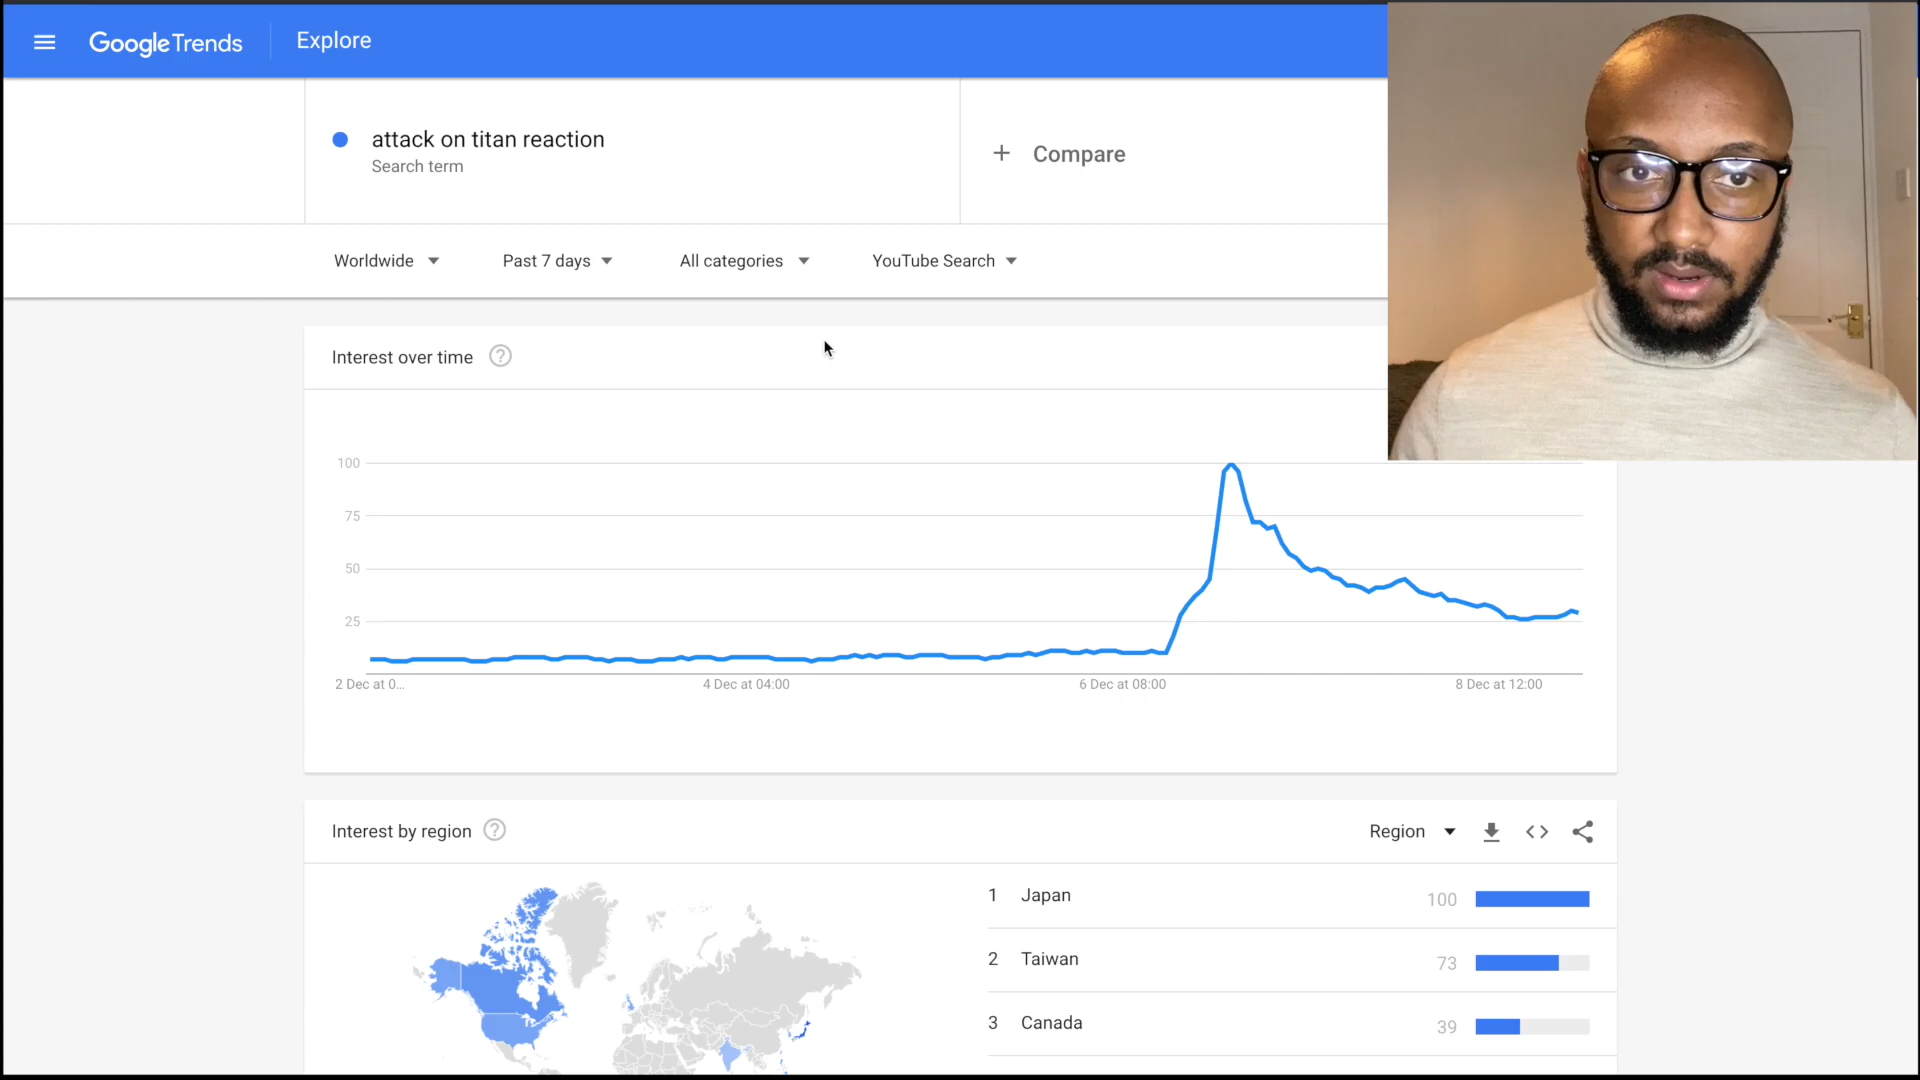 Google Trends Explore
attack on titan reaction
Search term
+ Compare
Worldwide Past 7 days All categories YouTube Search
Interest over time ?
100
75
50
25
2 Dec at 0... 4 Dec at 04:00 6 Dec at 08:00 8 Dec at 12:00
Interest by region ? Region
1 Japan 100
2 Taiwan 73
3 Canada 39